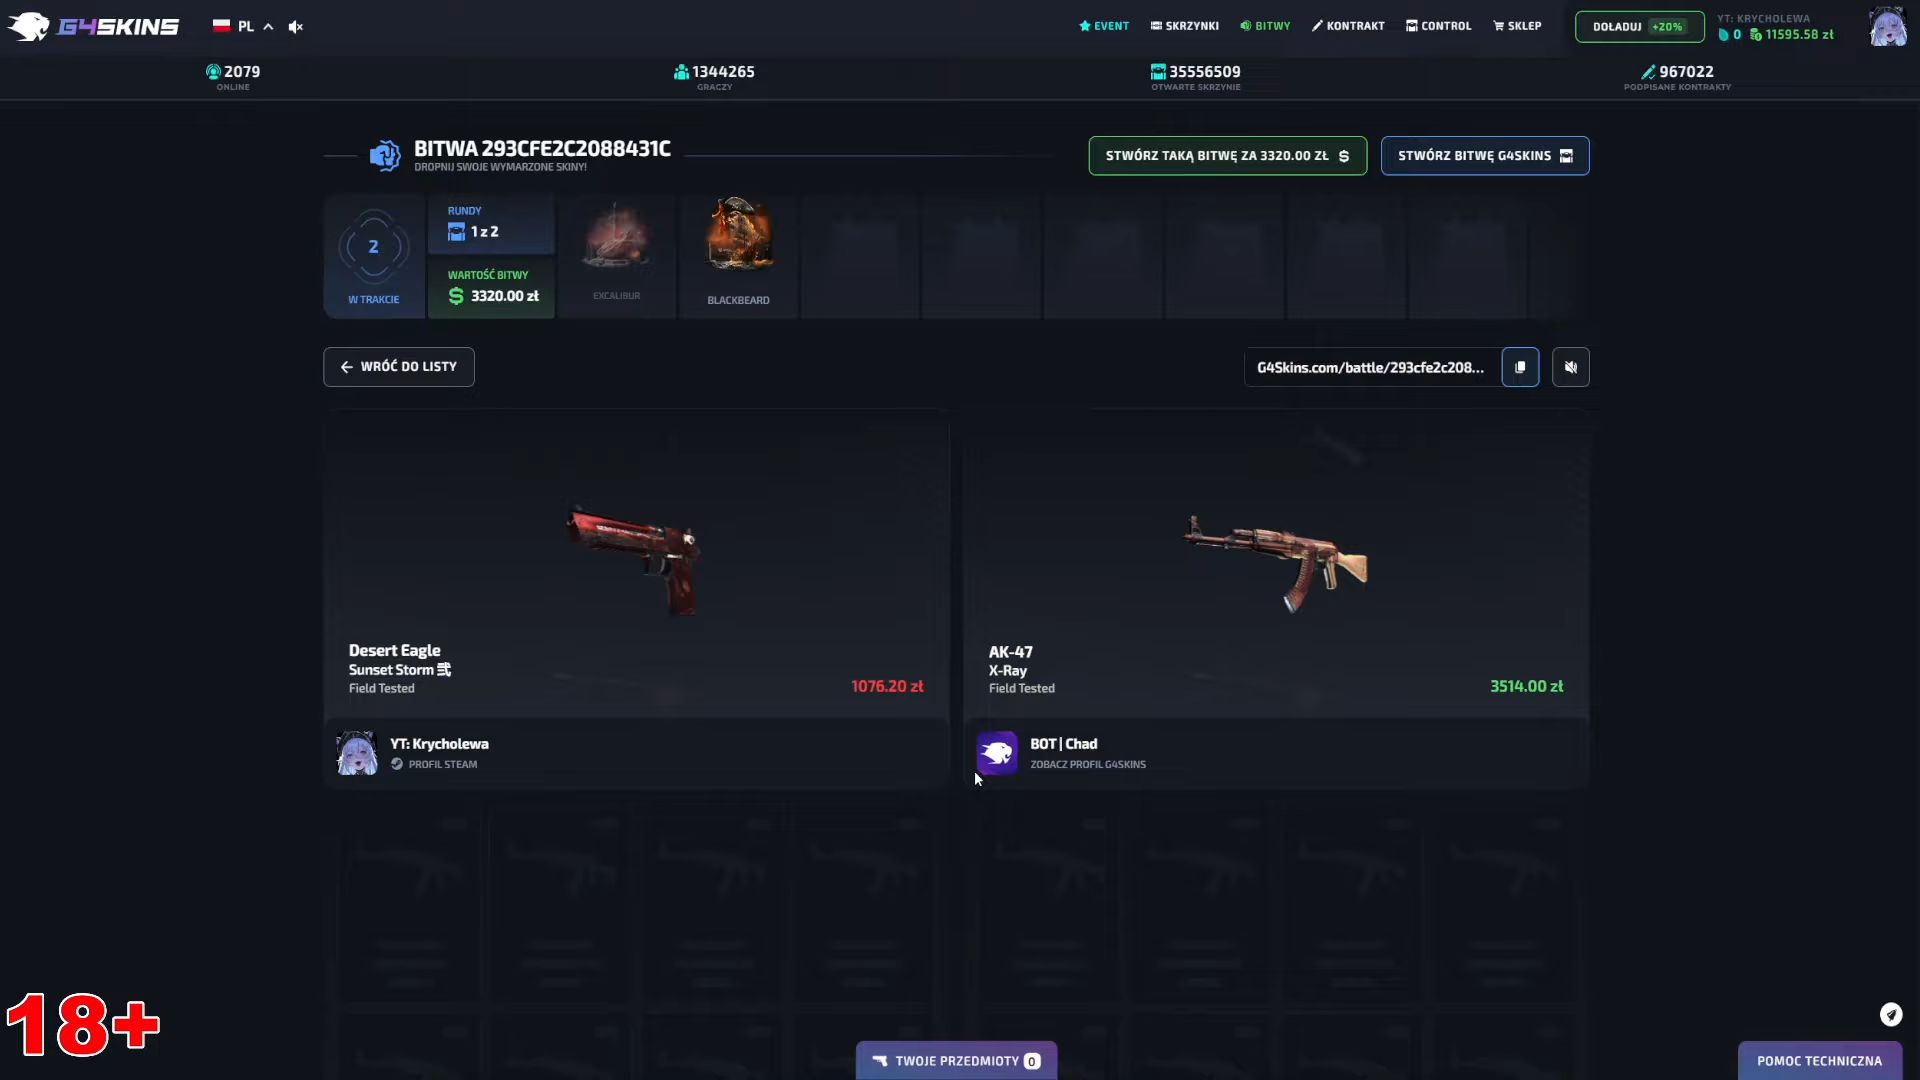 G4SKINS
PL
EVENT
SKRZYNKI
BITWY
KONTRAKT
CONTROL
SKLEP
DOŁADUJ +20%
YT: KRYCHOLEWA
0 11595.58 zł
2079
ONLINE
1344265
GRACZY
35556509
OTWARTE SKRZYNIE
967022
PODPISANE KONTRAKTY
BITWA 293CFE2C2088431C
DROPNIJ SWOJE WYMARZONE SKINY!
STWÓRZ TAKĄ BITWĘ ZA 3320.00 ZŁ $
STWÓRZ BITWĘ G4SKINS
2
W TRAKCIE
RUNDY
1 z 2
WARTOŚĆ BITWY
$ 3320.00 zł
EXCALIBUR
BLACKBEARD
WRÓĆ DO LISTY
G4Skins.com/battle/293cfe2c208...
Desert Eagle
Sunset Storm 弐
Field Tested
1076.20 zł
AK-47
X-Ray
Field Tested
3514.00 zł
YT: Krycholewa
PROFIL STEAM
BOT | Chad
ZOBACZ PROFIL G4SKINS
18+
TWOJE PRZEDMIOTY 0
POMOC TECHNICZNA